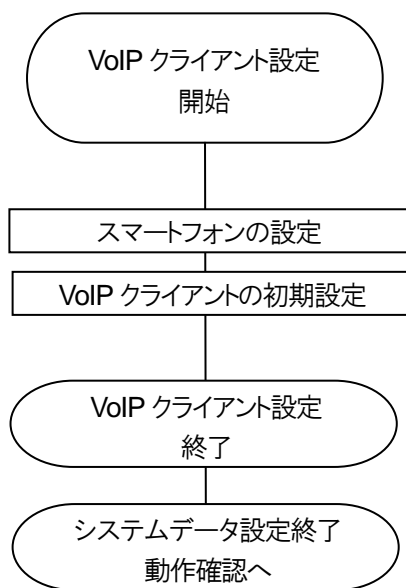 VoIP クライアント設定
開始
スマートフォンの設定
VoIP クライアントの初期設定
VoIP クライアント設定
終了
システムデータ設定終了
動作確認へ